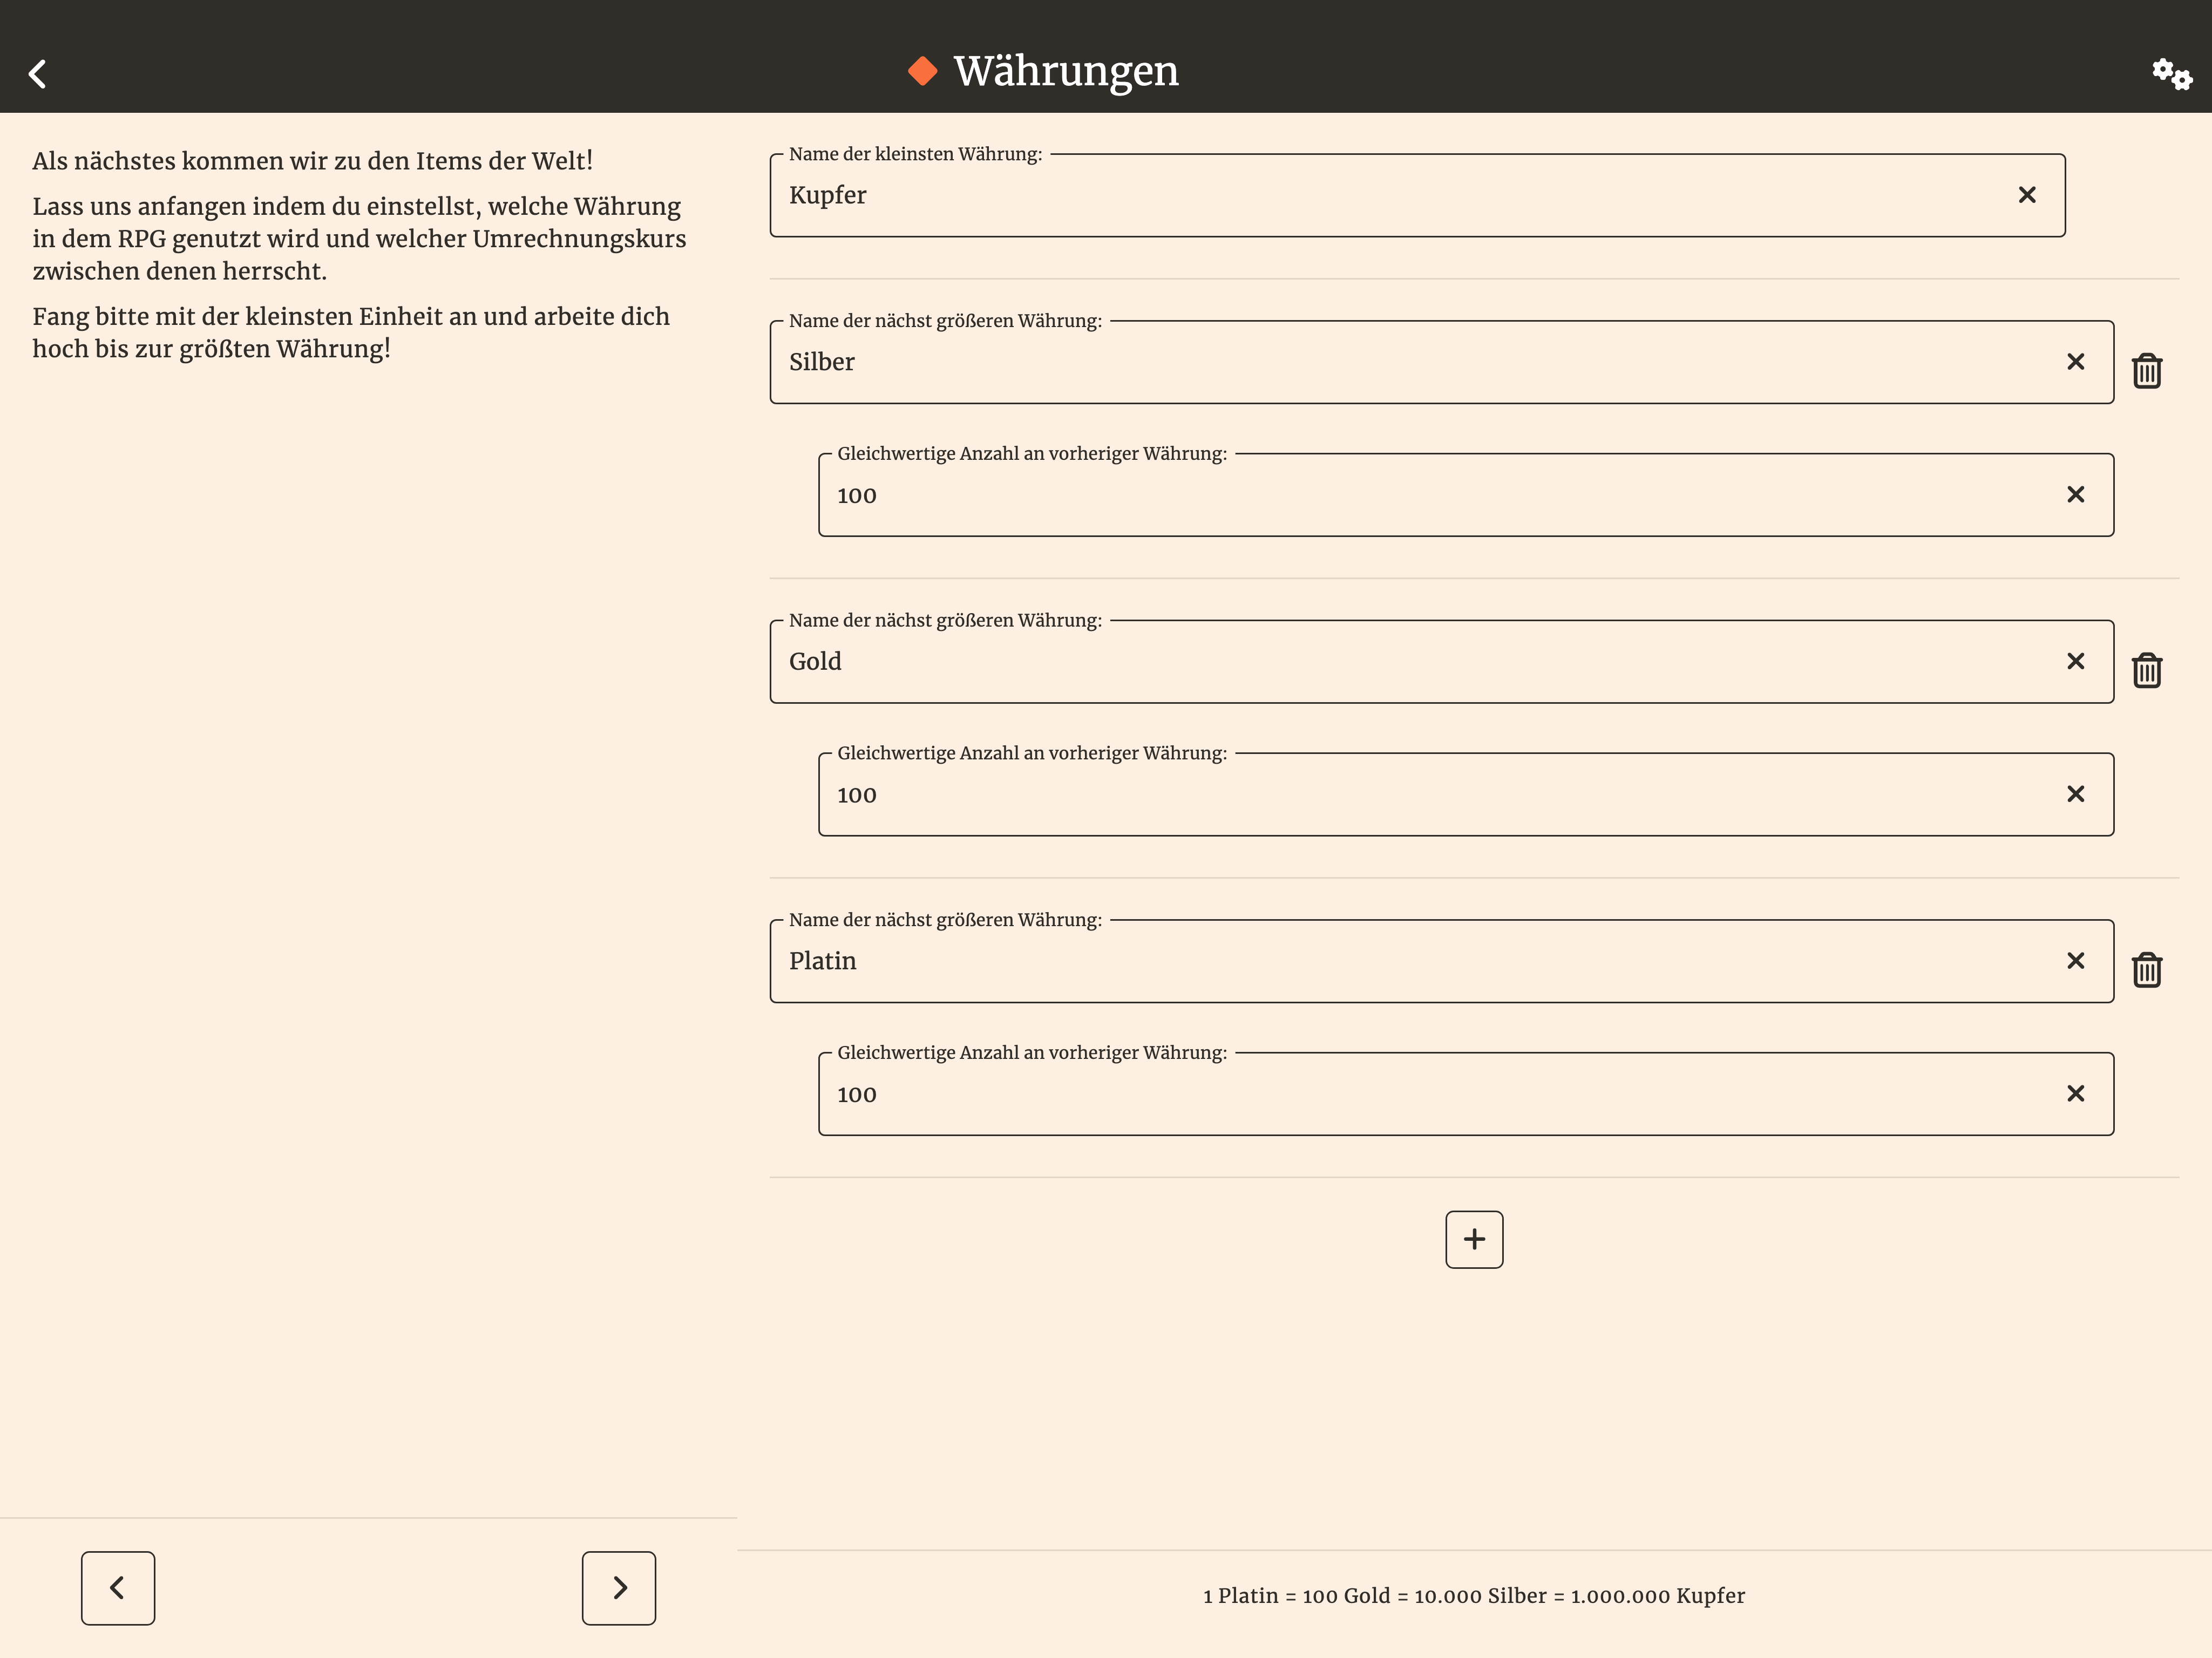 Währungen
Als nächstes kommen wir zu den Items der Welt!
Lass uns anfangen indem du einstellst, welche Währung
in dem RPG genutzt wird und welcher Umrechnungskurs
zwischen denen herrscht.
Fang bitte mit der kleinsten Einheit an und arbeite dich
hoch bis zur größten Währung!
Name der kleinsten Währung:
Kupfer
Name der nächst größeren Währung:
Silber
Gleichwertige Anzahl an vorheriger Währung:
100
Name der nächst größeren Währung:
Gold
Gleichwertige Anzahl an vorheriger Währung:
100
Name der nächst größeren Währung:
Platin
Gleichwertige Anzahl an vorheriger Währung:
100
1 Platin = 100 Gold = 10.000 Silber = 1.000.000 Kupfer